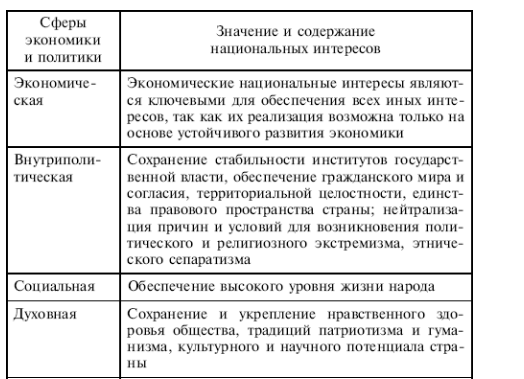 Сферы
экономики
и политики
Значение и содержание
национальных интересов
Экономиче-
ская
Экономические национальные интересы являют-
ся ключевыми для обеспечения всех иных инте-
ресов, так как их реализация возможна только на
основе устойчивого развития экономики
Внутриполи-
тическая
Сохранение стабильности институтов государст-
венной власти, обеспечение гражданского мира и
согласия, территориальной целостности, единст-
ва правового пространства страны; нейтрализа-
ция причин и условий для возникновения поли-
тического и религиозного экстремизма, этниче-
ского сепаратизма
Социальная
Обеспечение высокого уровня жизни народа
Духовная
Сохранение и укрепление нравственного здо-
ровья общества, традиций патриотизма и гума-
низма, культурного и научного потенциала стра-
ны